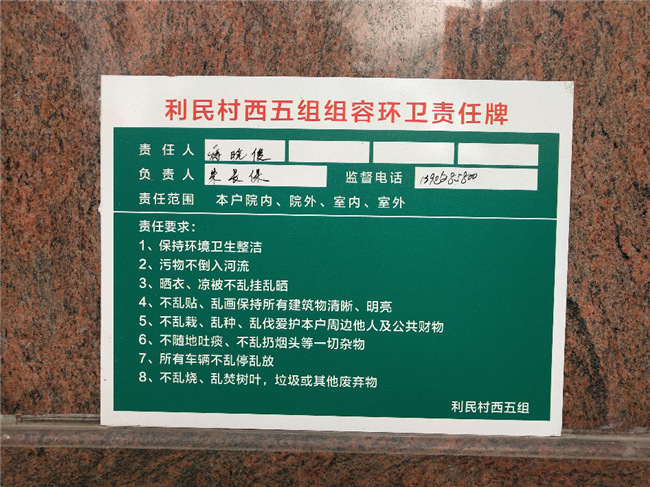 利民村西五组组容环卫责任牌
责任人 蒋晓俊
负责人 朱长保 监督电话
责任范围 本户院内、院外、室内、室外
责任要求：
1、保持环境卫生整洁
2、污物不倒入河流
3、晒衣、凉被不乱挂乱晒
4、不乱贴、乱画保持所有建筑物清晰、明亮
5、不乱栽、乱种、乱伐爱护本户周边他人及公共财物
6、不随地吐痰、不乱扔烟头等一切杂物
7、所有车辆不乱停乱放
8、不乱烧、乱焚树叶，垃圾或其他废弃物
利民村西五组